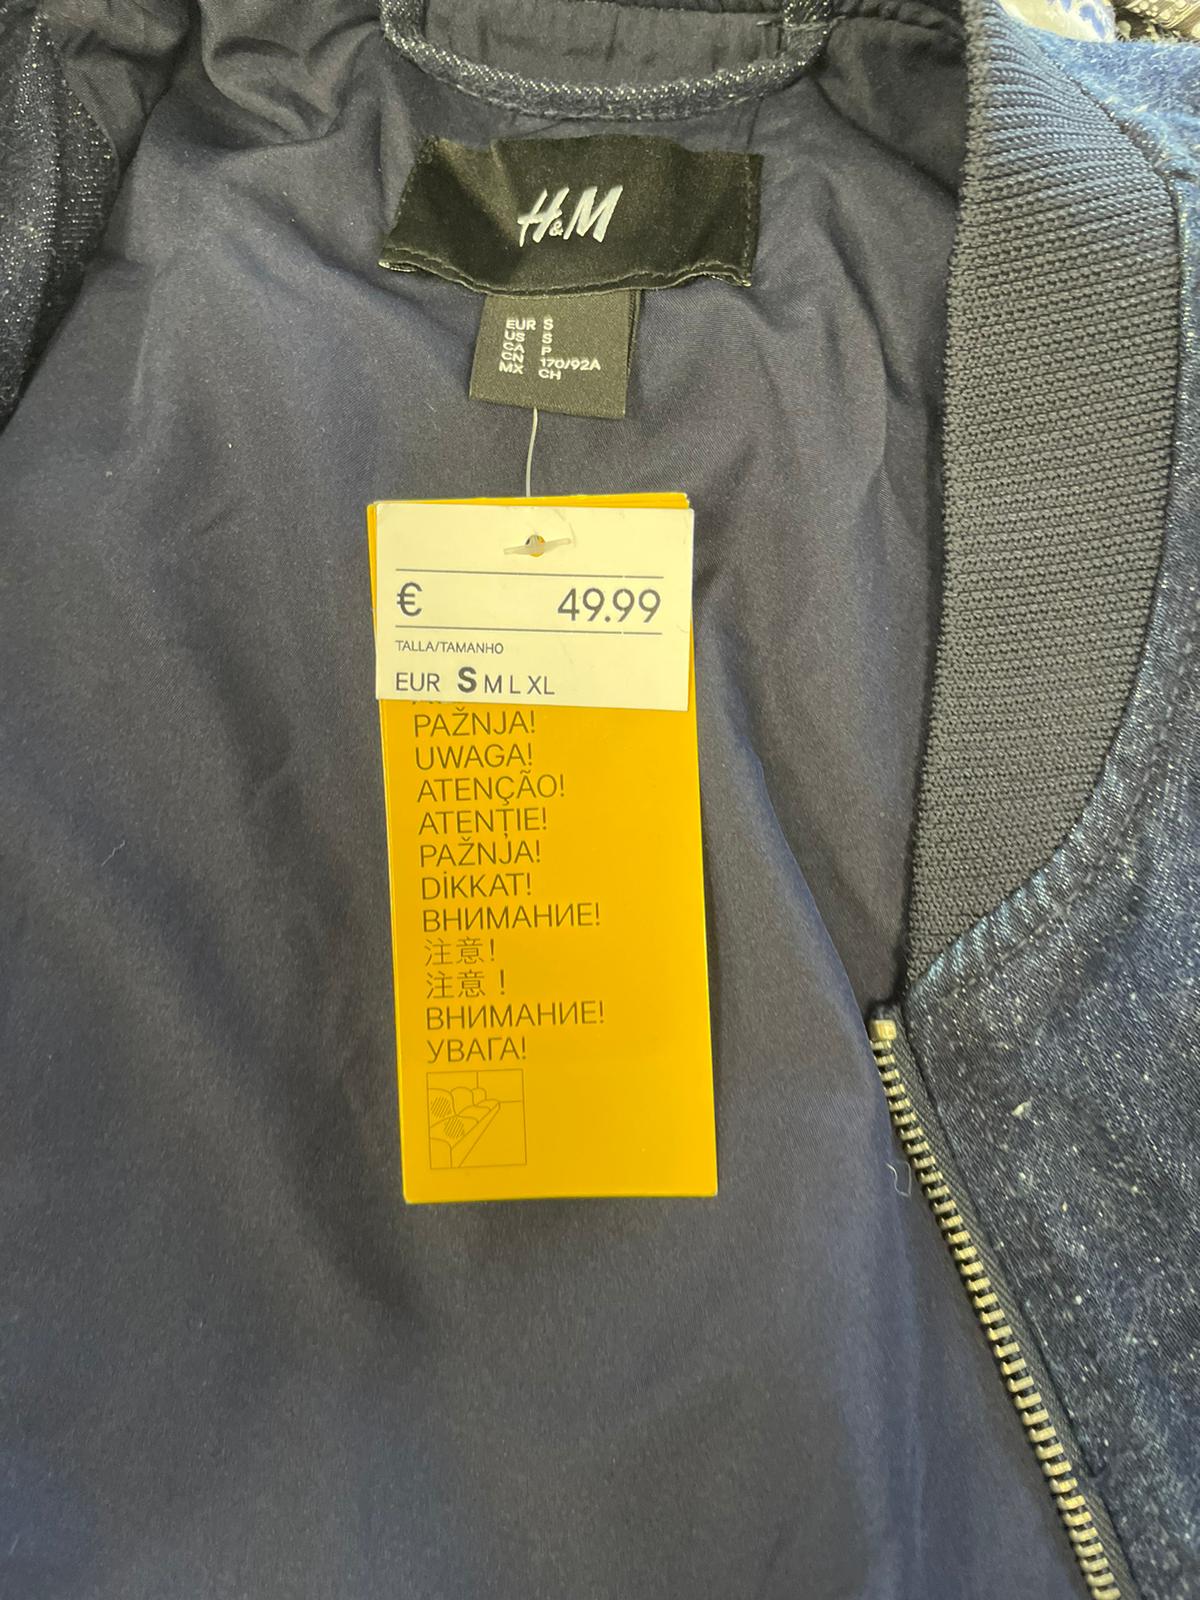 H&M
EUR S
US S
CA P
CN 170/92A
MX CH
€ 49.99
TALLA/TAMANHO
EUR S M L XL
PAŽNJA!
UWAGA!
ATENÇÃO!
ATENȚIE!
PAŽNJA!
DİKKAT!
ВНИМАНИЕ!
注意!
注意！
ВНИМАНИЕ!
УВАГА!